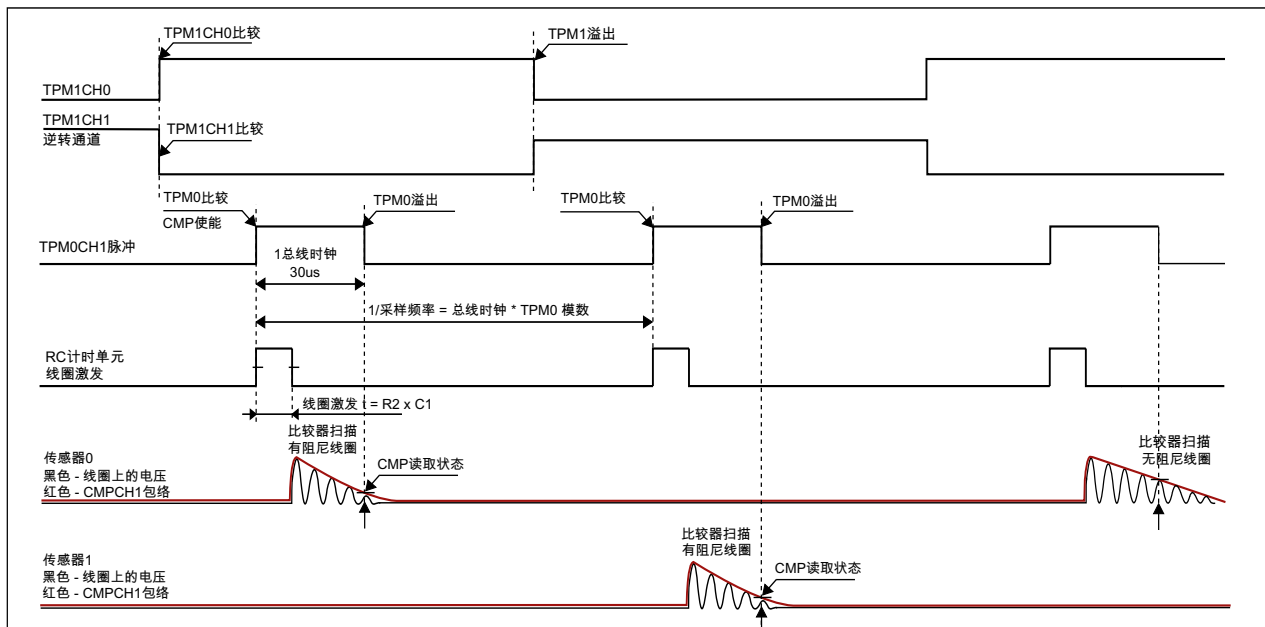 TPM1CH0比较
TPM1溢出
TPM1CH0
TPM1CH1
逆转通道
TPM1CH1比较
TPM0比较
CMP使能
TPM0溢出
TPM0比较
TPM0溢出
TPM0CH1脉冲
1总线时钟
30us
1/采样频率 = 总线时钟 * TPM0 模数
RC计时单元
线圈激发
线圈激发 t = R2 x C1
比较器扫描
有阻尼线圈
比较器扫描
无阻尼线圈
传感器0
黑色 - 线圈上的电压
红色 - CMPCH1包络
CMP读取状态
比较器扫描
有阻尼线圈
传感器1
黑色 - 线圈上的电压
红色 - CMPCH1包络
CMP读取状态